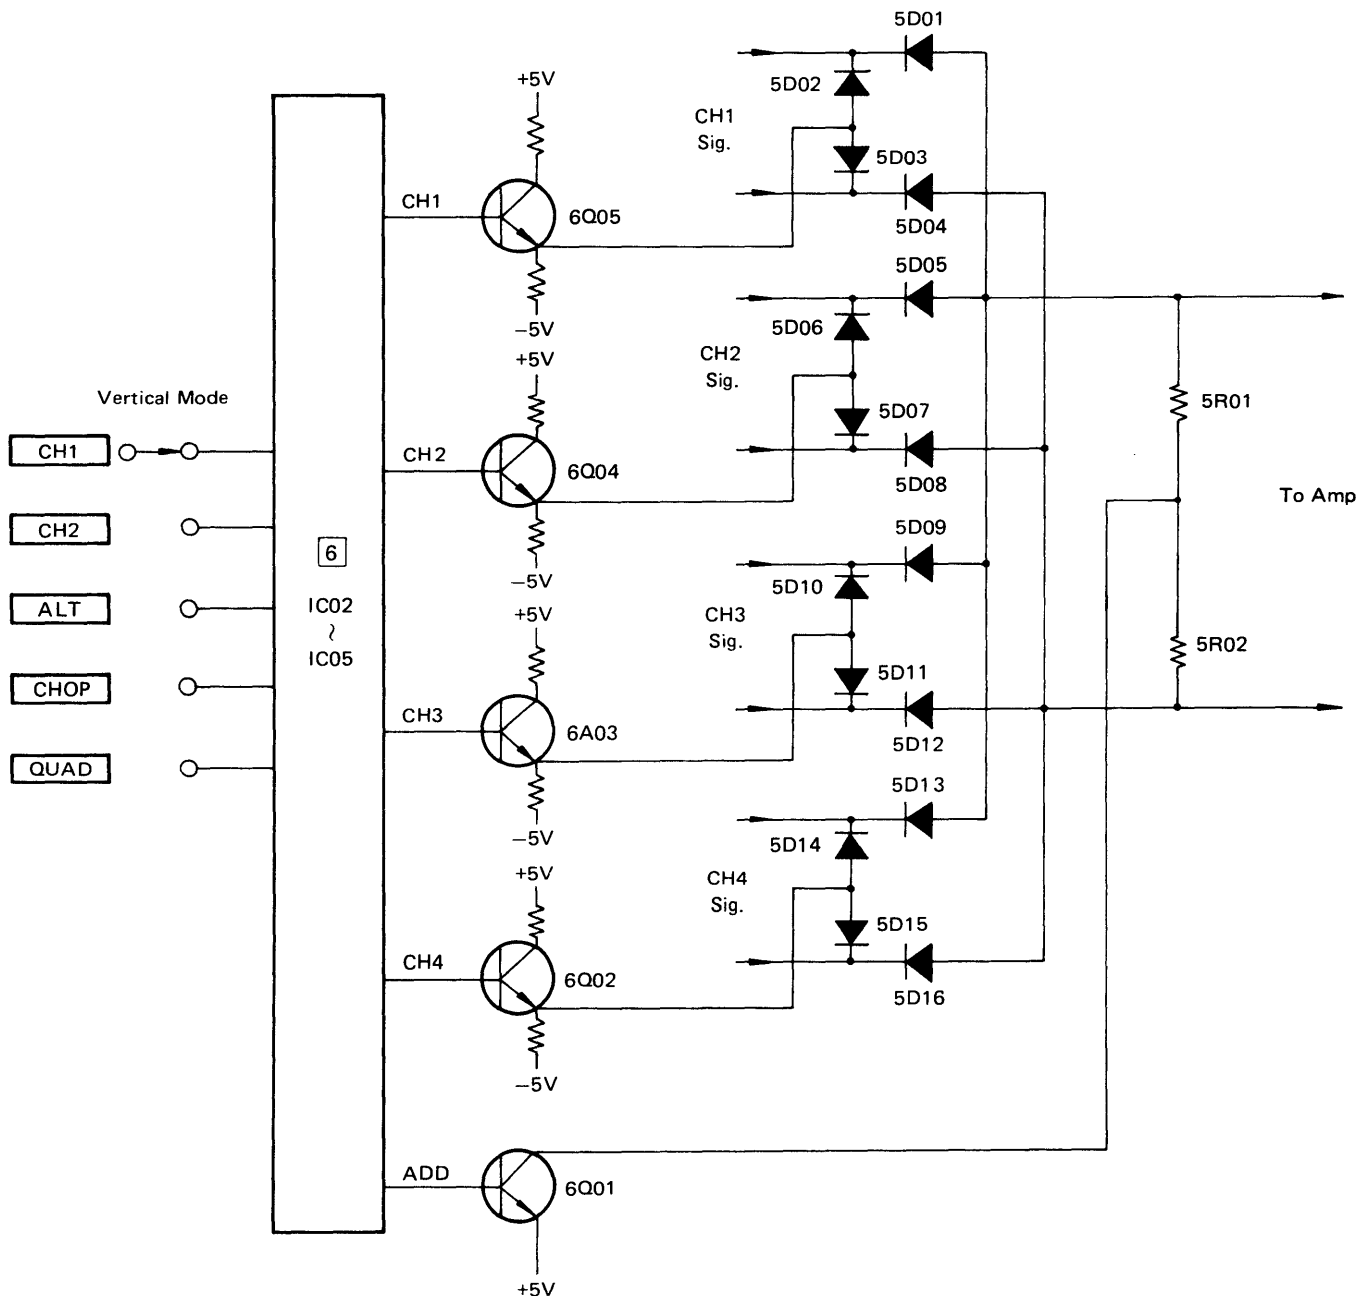 5D01
+5V
5D02
CH1
Sig.
5D03
CH1
6Q05
5D04
5D05
−5V
5D06
+5V
CH2
Sig.
Vertical Mode
5D07
5R01
CH1
CH2
6Q04
5D08
To Amp
CH2
5D09
6
−5V
5D10
ALT
IC02
~
IC05
+5V
CH3
Sig.
5R02
CHOP
5D11
CH3
6A03
5D12
QUAD
5D13
−5V
5D14
+5V
CH4
Sig.
5D15
CH4
6Q02
5D16
−5V
ADD
6Q01
+5V